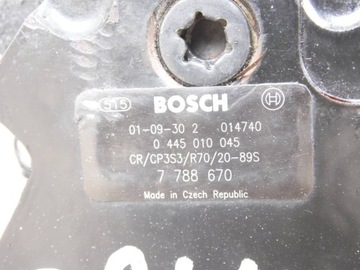 515 BOSCH
01-09-30 2 014740
0 445 010 045
CR/CP3S3/R70/20-89S
7 788 670
Made in Czech Republic